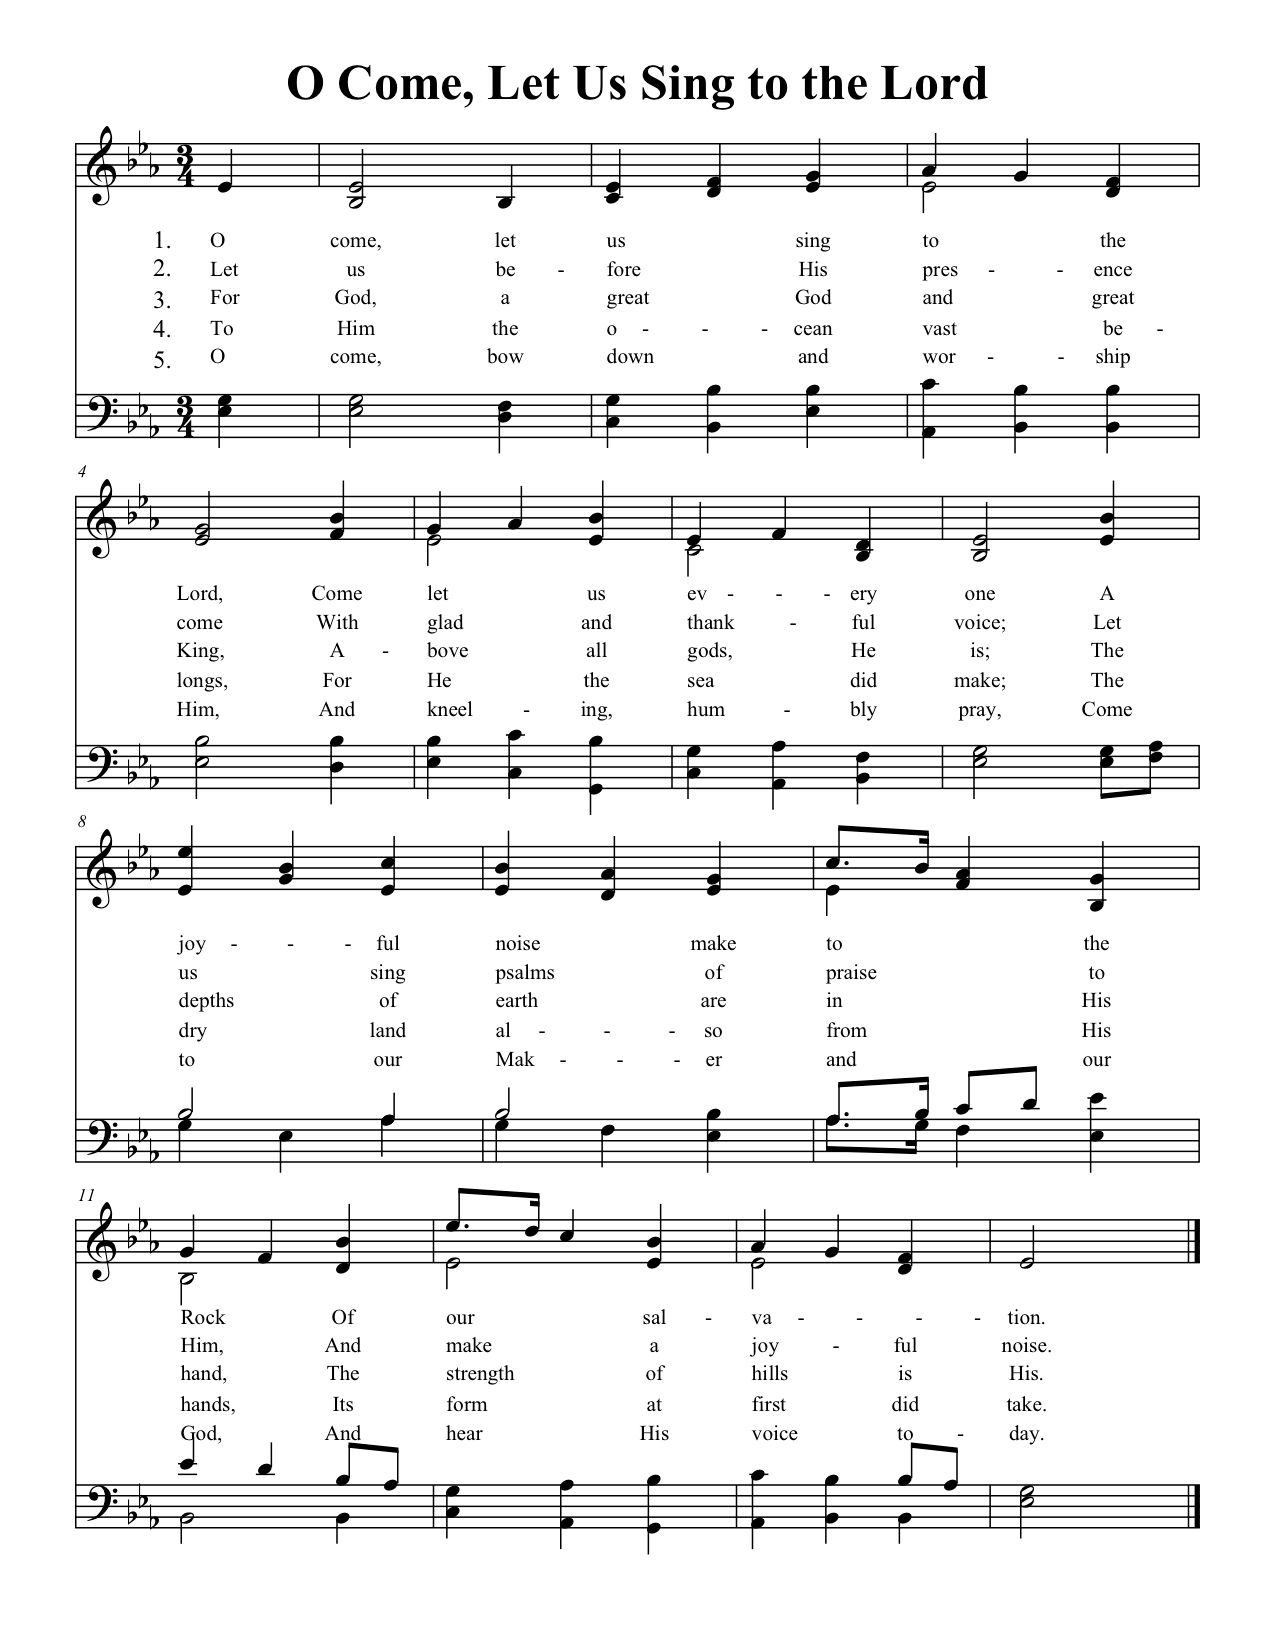 O Come, Let Us Sing to the Lord
3
4
1. O come, let us sing to the
2. Let us be - fore His pres - - ence
3. For God, a great God and great
4. To Him the o - - - cean vast be -
5. O come, bow down and wor - - ship
3
4
4
Lord, Come let us ev - - - ery one A
come With glad and thank - ful voice; Let
King, A - bove all gods, He is; The
longs, For He the sea did make; The
Him, And kneel - ing, hum - bly pray, Come
8
joy - - - ful noise make to the
us sing psalms of praise to
depths of earth are in His
dry land al - - - so from His
to our Mak - - - er and our
11
Rock Of our sal - va - - - - tion.
Him, And make a joy - ful noise.
hand, The strength of hills is His.
hands, Its form at first did take.
God, And hear His voice to - day.